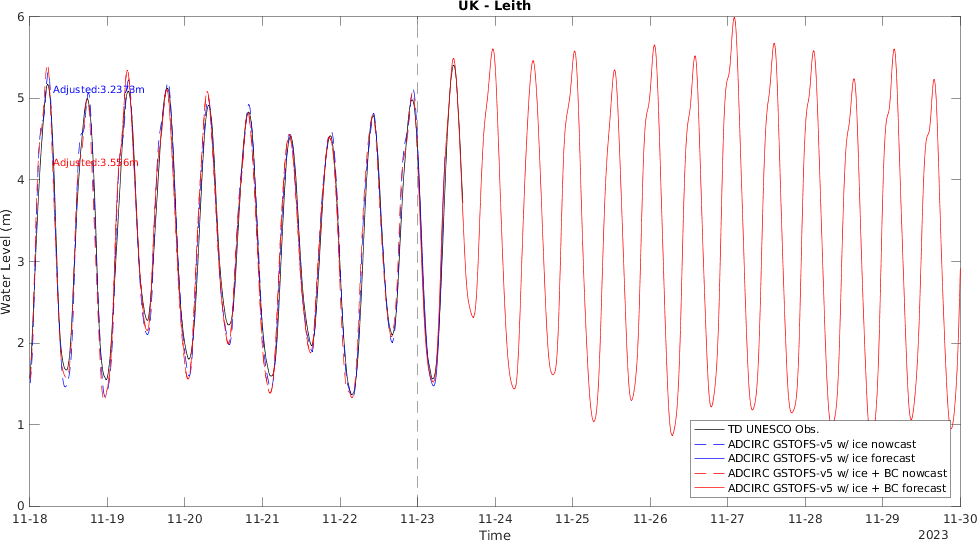 UK - Leith
6
5
4
3
2
1
0
Water Level (m)
Adjusted:3.2373m
Adjusted:3.556m
TD UNESCO Obs.
ADCIRC GSTOFS-v5 w/ ice nowcast
ADCIRC GSTOFS-v5 w/ ice forecast
ADCIRC GSTOFS-v5 w/ ice + BC nowcast
ADCIRC GSTOFS-v5 w/ ice + BC forecast
11-18 11-19 11-20 11-21 11-22 11-23 11-24 11-25 11-26 11-27 11-28 11-29 11-30
Time
2023